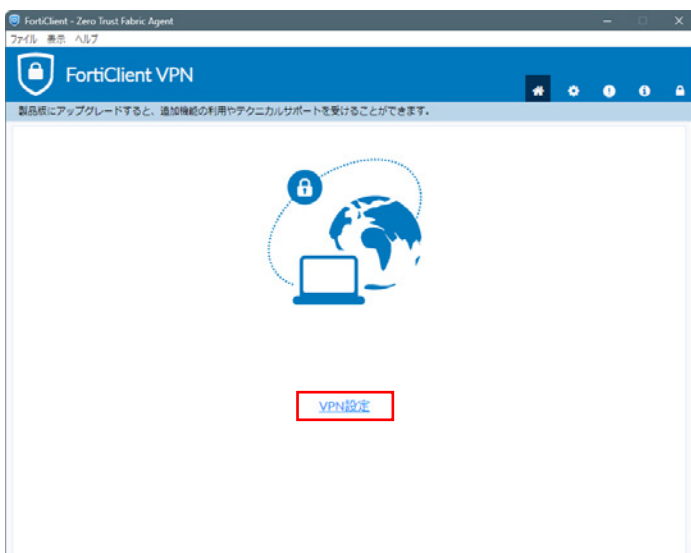 FortiClient - Zero Trust Fabric Agent
ファイル 表示 ヘルプ
FortiClient VPN
製品版にアップグレードすると、追加機能の利用やテクニカルサポートを受けることができます。
VPN設定